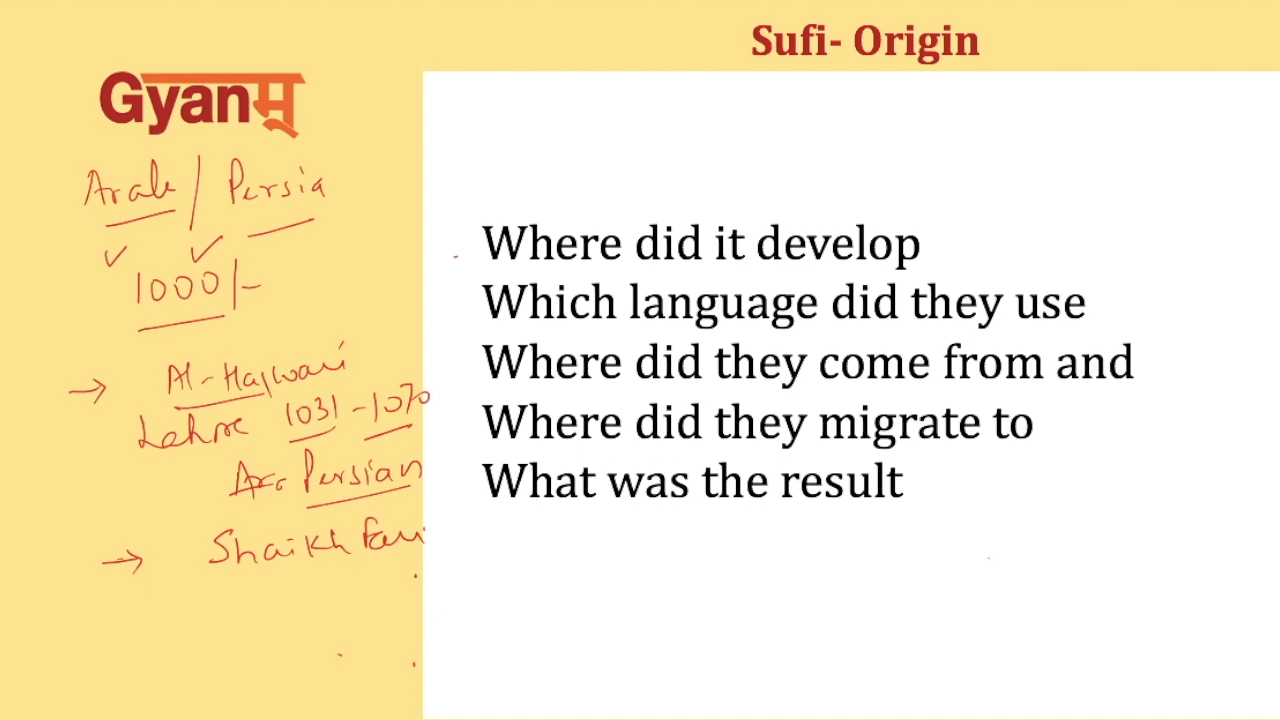 Sufi- Origin
Gyanम्
Arab / Persia
1000/-
→ Al-Hajwari
Lahore 1031 - 1070
Persian
→ Shaikh
Where did it develop
Which language did they use
Where did they come from and
Where did they migrate to
What was the result